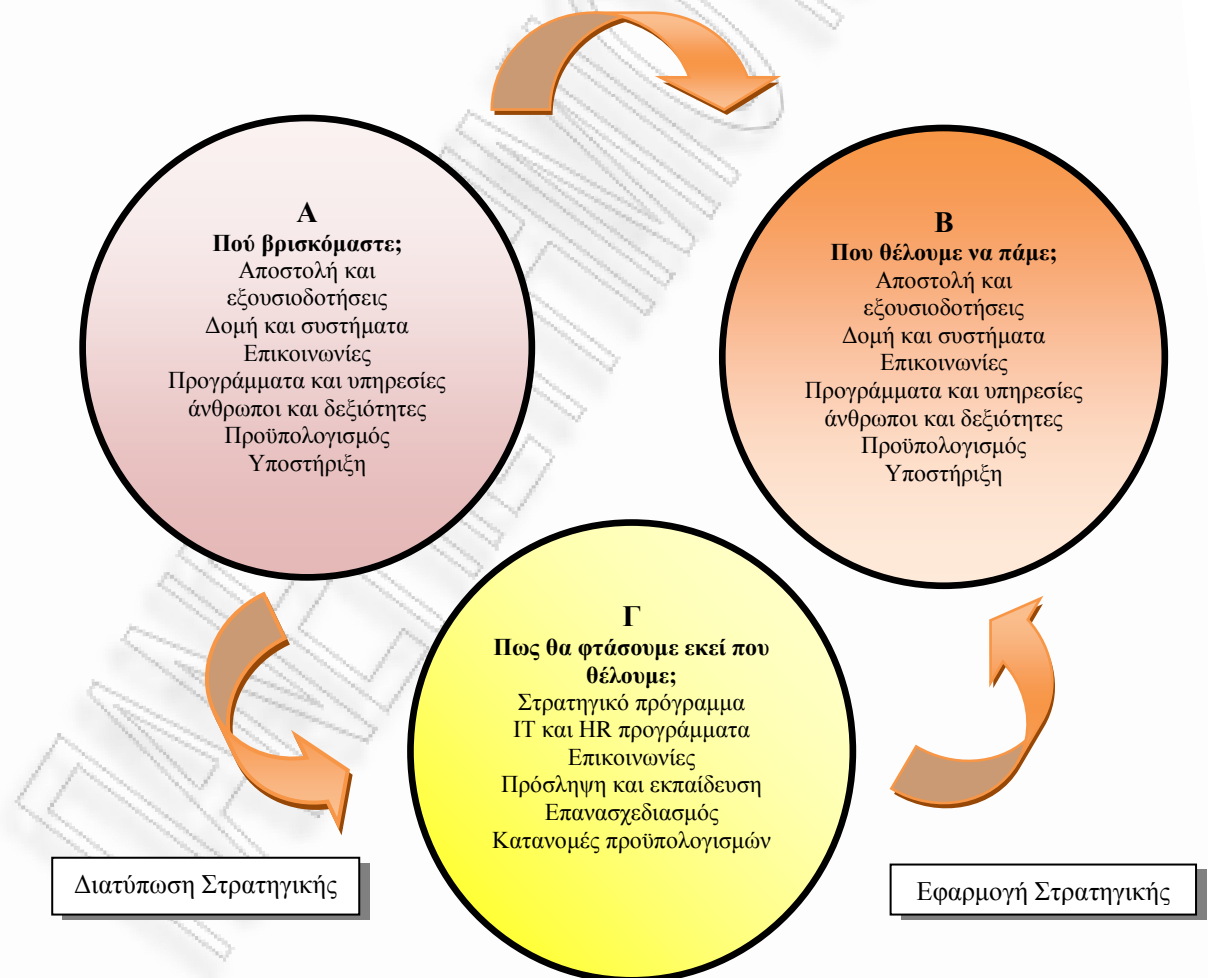 Α
Πού βρισκόμαστε;
Αποστολή και
εξουσιοδοτήσεις
Δομή και συστήματα
Επικοινωνίες
Προγράμματα και υπηρεσίες
άνθρωποι και δεξιότητες
Προϋπολογισμός
Υποστήριξη
Β
Που θέλουμε να πάμε;
Αποστολή και
εξουσιοδοτήσεις
Δομή και συστήματα
Επικοινωνίες
Προγράμματα και υπηρεσίες
άνθρωποι και δεξιότητες
Προϋπολογισμός
Υποστήριξη
Γ
Πως θα φτάσουμε εκεί που
θέλουμε;
Στρατηγικό πρόγραμμα
IT και HR προγράμματα
Επικοινωνίες
Πρόσληψη και εκπαίδευση
Επανασχεδιασμός
Κατανομές προϋπολογισμών
Διατύπωση Στρατηγικής
Εφαρμογή Στρατηγικής